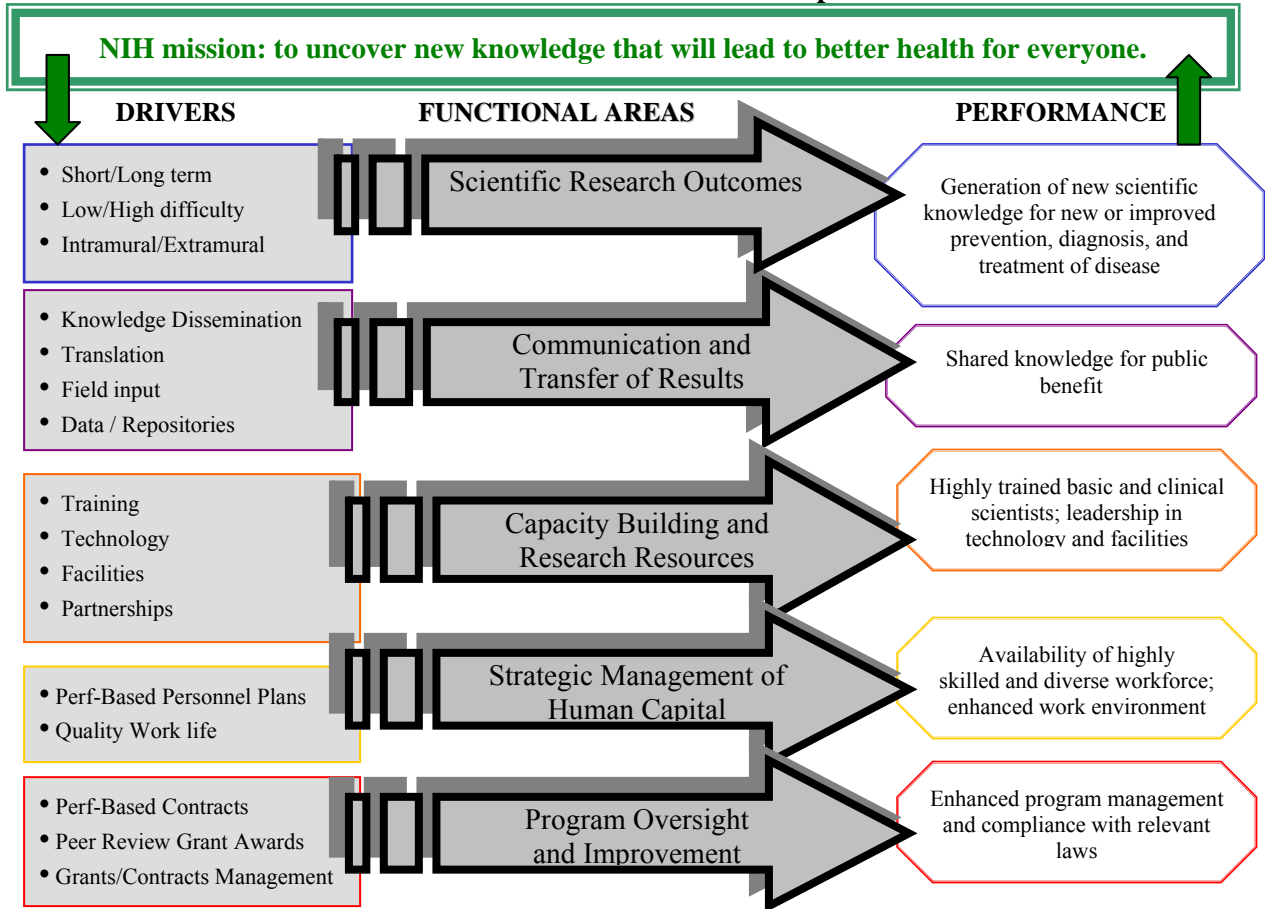 NIH mission: to uncover new knowledge that will lead to better health for everyone.
DRIVERS
FUNCTIONAL AREAS
PERFORMANCE
• Short/Long term
• Low/High difficulty
• Intramural/Extramural
Scientific Research Outcomes
Generation of new scientific
knowledge for new or improved
prevention, diagnosis, and
treatment of disease
• Knowledge Dissemination
• Translation
• Field input
• Data / Repositories
Communication and
Transfer of Results
Shared knowledge for public
benefit
• Training
• Technology
• Facilities
• Partnerships
Capacity Building and
Research Resources
Highly trained basic and clinical
scientists; leadership in
technology and facilities
• Perf-Based Personnel Plans
• Quality Work life
Strategic Management of
Human Capital
Availability of highly
skilled and diverse workforce;
enhanced work environment
• Perf-Based Contracts
• Peer Review Grant Awards
• Grants/Contracts Management
Program Oversight
and Improvement
Enhanced program management
and compliance with relevant
laws